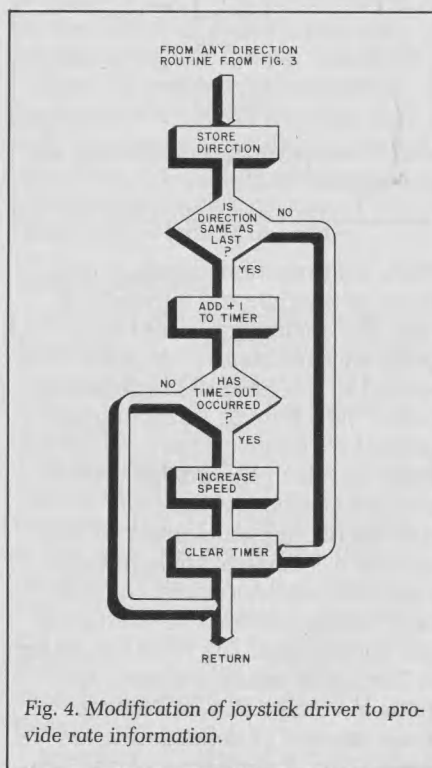 FROM ANY DIRECTION
ROUTINE FROM FIG. 3
STORE
DIRECTION
IS
DIRECTION
SAME AS
LAST
?
NO
YES
ADD +1
TO TIMER
NO
HAS
TIME-OUT
OCCURRED
?
YES
INCREASE
SPEED
CLEAR TIMER
RETURN
Fig. 4. Modification of joystick driver to pro-
vide rate information.